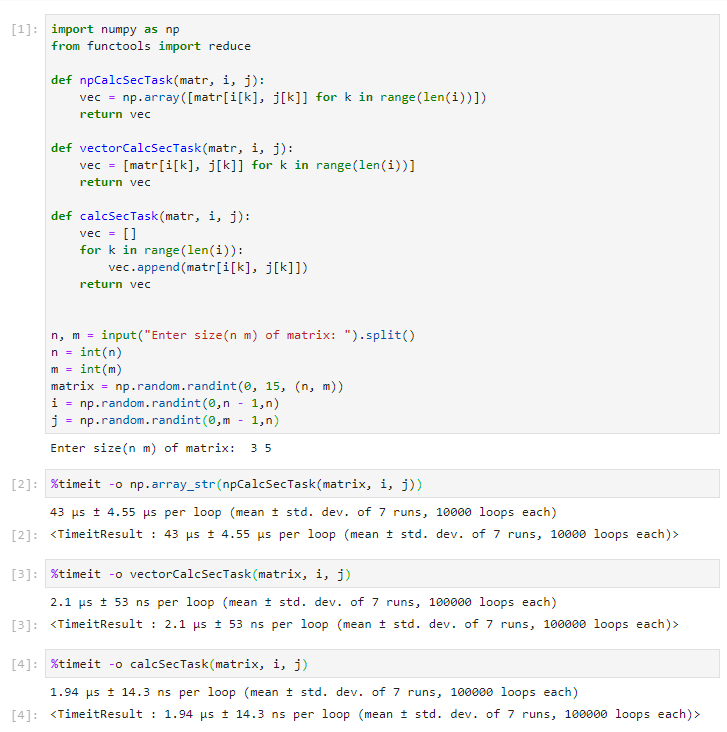 [1]: import numpy as np
from functools import reduce
def npCalcSecTask(matr, i, j):
    vec = np.array([matr[i[k], j[k]] for k in range(len(i))])
    return vec
def vectorCalcSecTask(matr, i, j):
    vec = [matr[i[k], j[k]] for k in range(len(i))]
    return vec
def calcSecTask(matr, i, j):
    vec = []
    for k in range(len(i)):
        vec.append(matr[i[k], j[k]])
    return vec
n, m = input("Enter size(n m) of matrix: ").split()
n = int(n)
m = int(m)
matrix = np.random.randint(0, 15, (n, m))
i = np.random.randint(0,n - 1,n)
j = np.random.randint(0,m - 1,n)
Enter size(n m) of matrix:  3 5
[2]: %timeit -o np.array_str(npCalcSecTask(matrix, i, j))
43 µs ± 4.55 µs per loop (mean ± std. dev. of 7 runs, 10000 loops each)
[2]: <TimeitResult : 43 µs ± 4.55 µs per loop (mean ± std. dev. of 7 runs, 10000 loops each)>
[3]: %timeit -o vectorCalcSecTask(matrix, i, j)
2.1 µs ± 53 ns per loop (mean ± std. dev. of 7 runs, 100000 loops each)
[3]: <TimeitResult : 2.1 µs ± 53 ns per loop (mean ± std. dev. of 7 runs, 100000 loops each)>
[4]: %timeit -o calcSecTask(matrix, i, j)
1.94 µs ± 14.3 ns per loop (mean ± std. dev. of 7 runs, 100000 loops each)
[4]: <TimeitResult : 1.94 µs ± 14.3 ns per loop (mean ± std. dev. of 7 runs, 100000 loops each)>